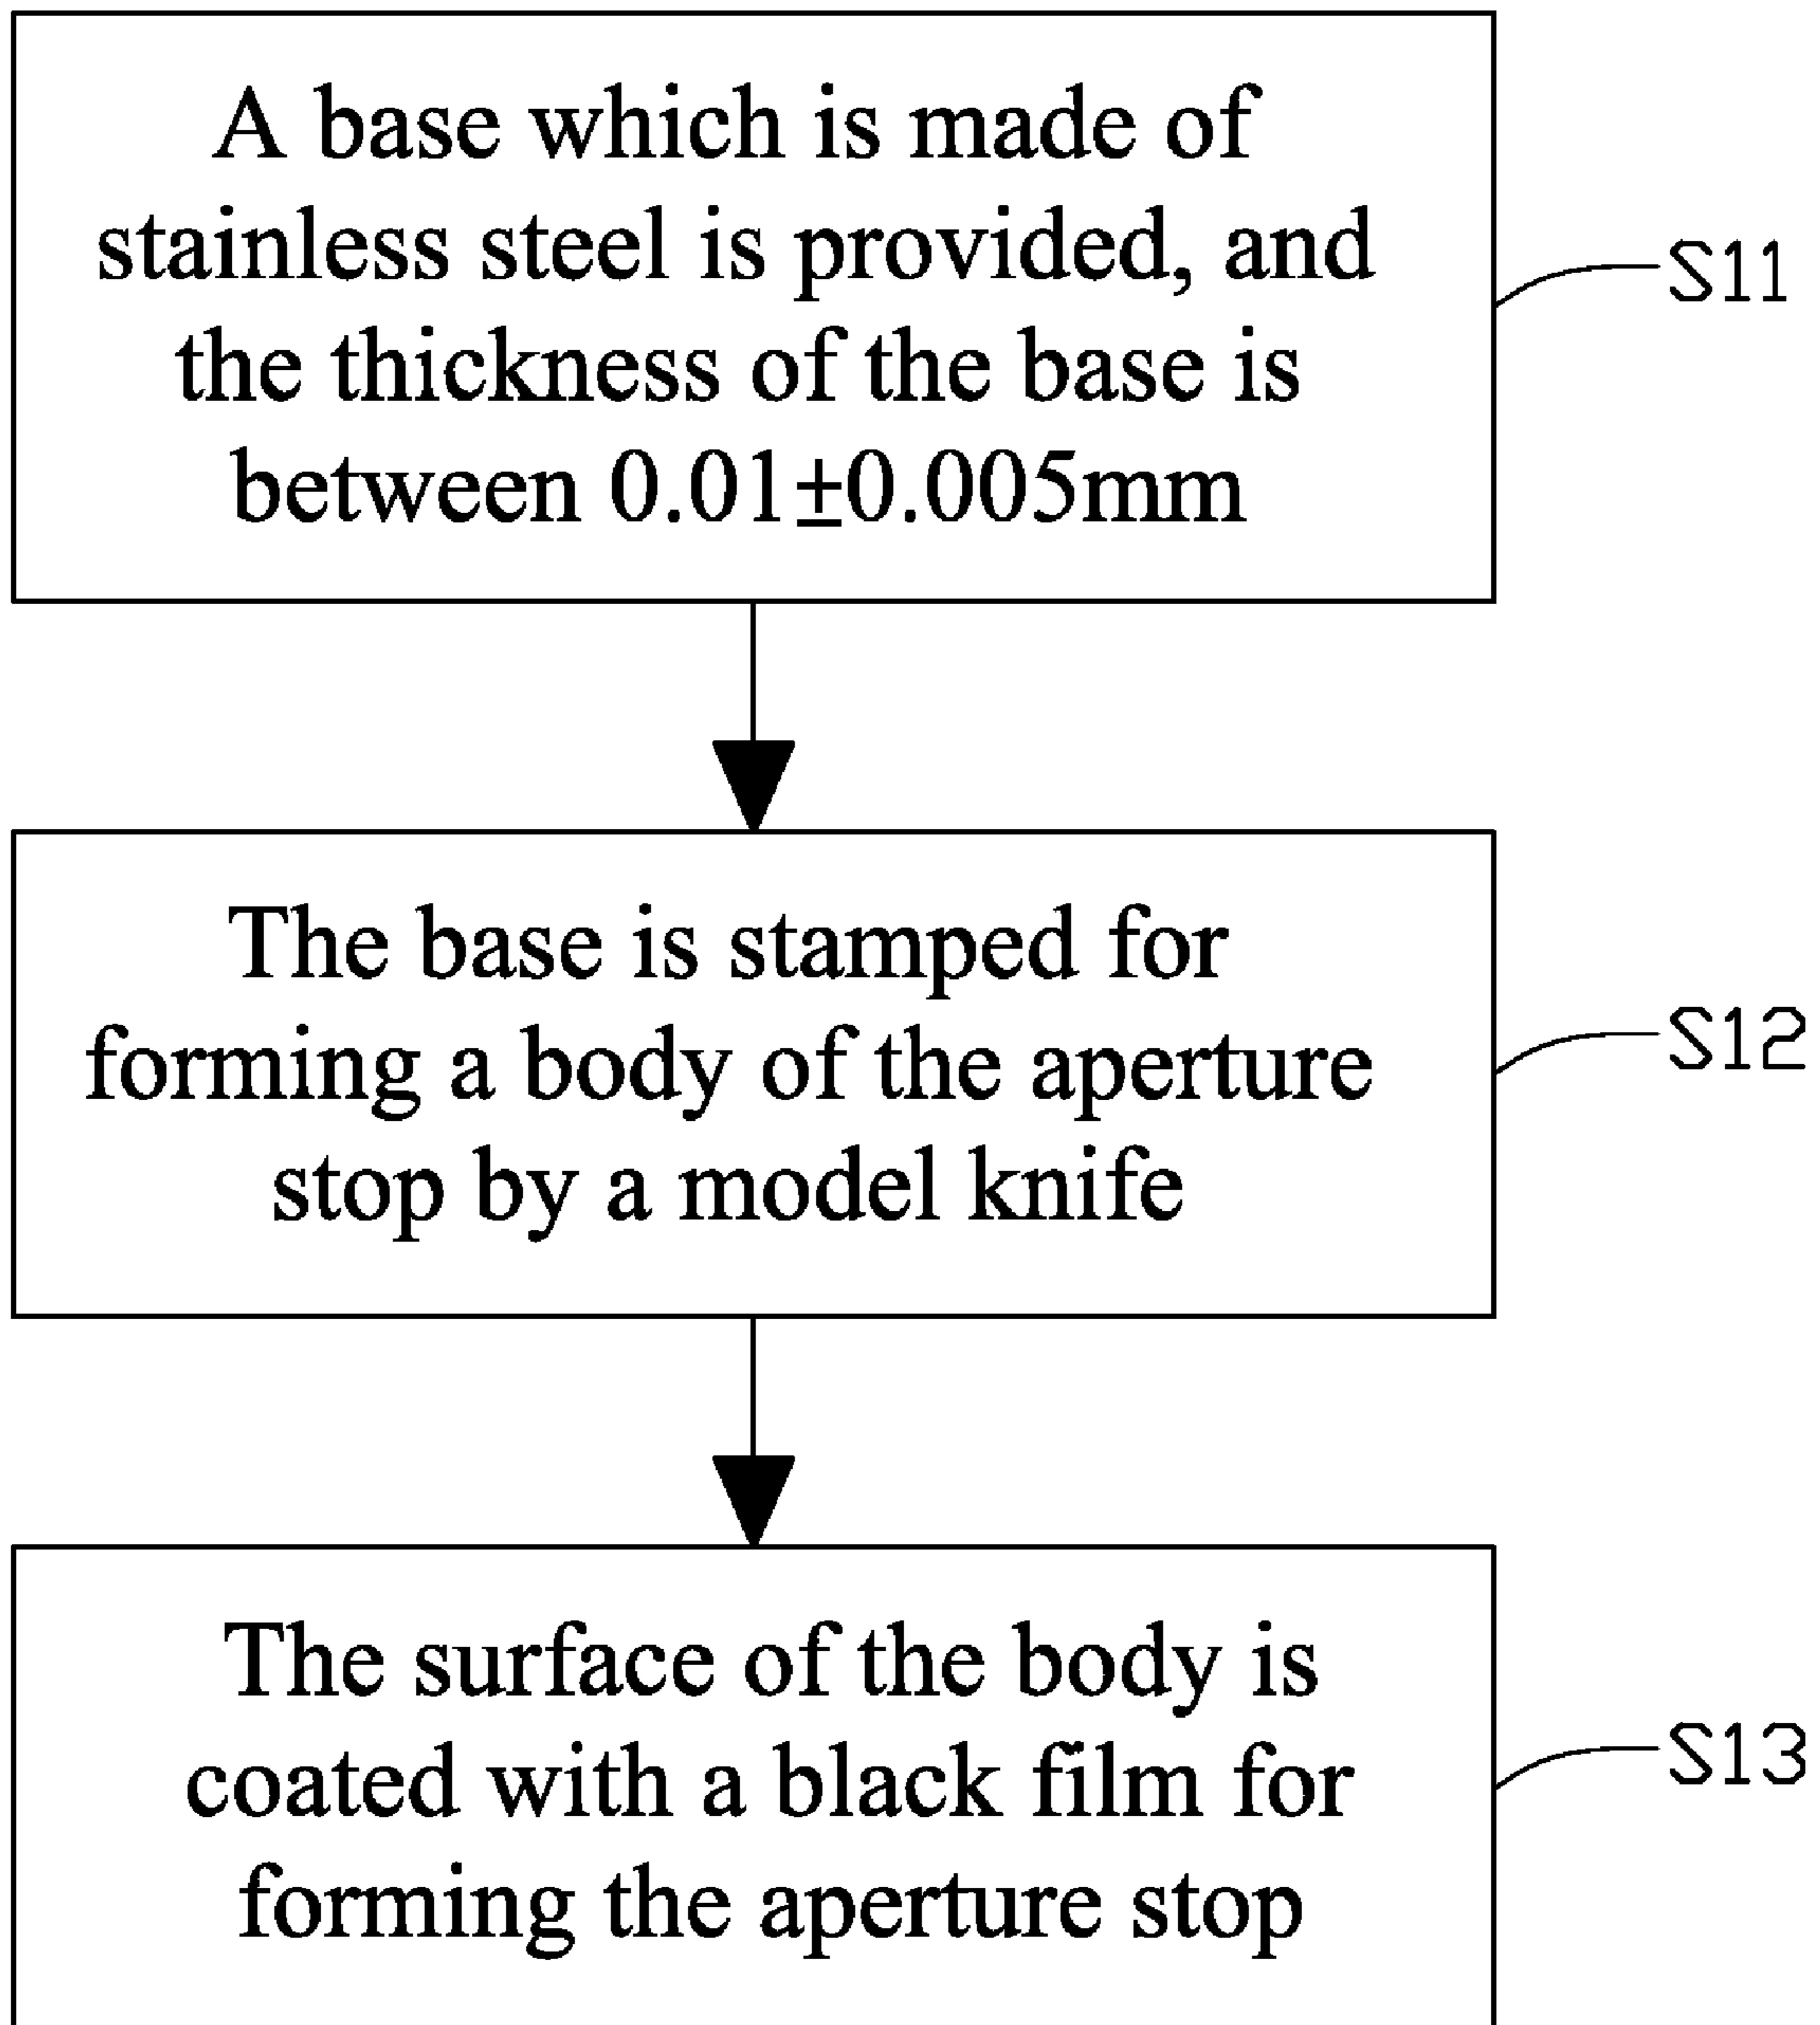 A base which is made of
stainless steel is provided, and
the thickness of the base is
between 0.01±0.005mm
S11
The base is stamped for
forming a body of the aperture
stop by a model knife
S12
The surface of the body is
coated with a black film for
forming the aperture stop
S13